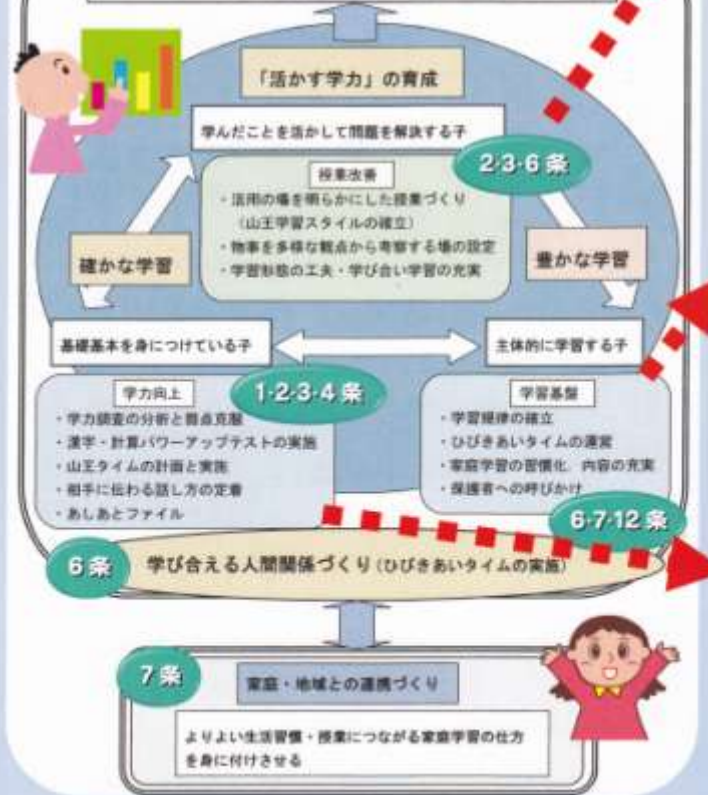 「活かす学力」の育成
学んだことを活かして問題を解決する子
2・3・6 条
授業改善
・活用の場を明らかにした授業づくり
（山王学習スタイルの確立）
・物事を多様な観点から考察する場の設定
・学習形態の工夫・学び合い学習の充実
確かな学習
豊かな学習
基礎基本を身につけている子
主体的に学習する子
学力向上
1・2・3・4 条
・学力調査の分析と弱点克服
・漢字・計算パワーアップテストの実施
・山王タイムの計画と実施
・相手に伝わる話し方の定着
・あしあとファイル
学習基盤
・学習規律の確立
・ひびきあいタイムの運営
・家庭学習の習慣化、内容の充実
・保護者への呼びかけ
6・7・12 条
6 条
学び合える人間関係づくり（ひびきあいタイムの実施）
7 条
家庭・地域との連携づくり
よりよい生活習慣・授業につながる家庭学習の仕方
を身に付けさせる